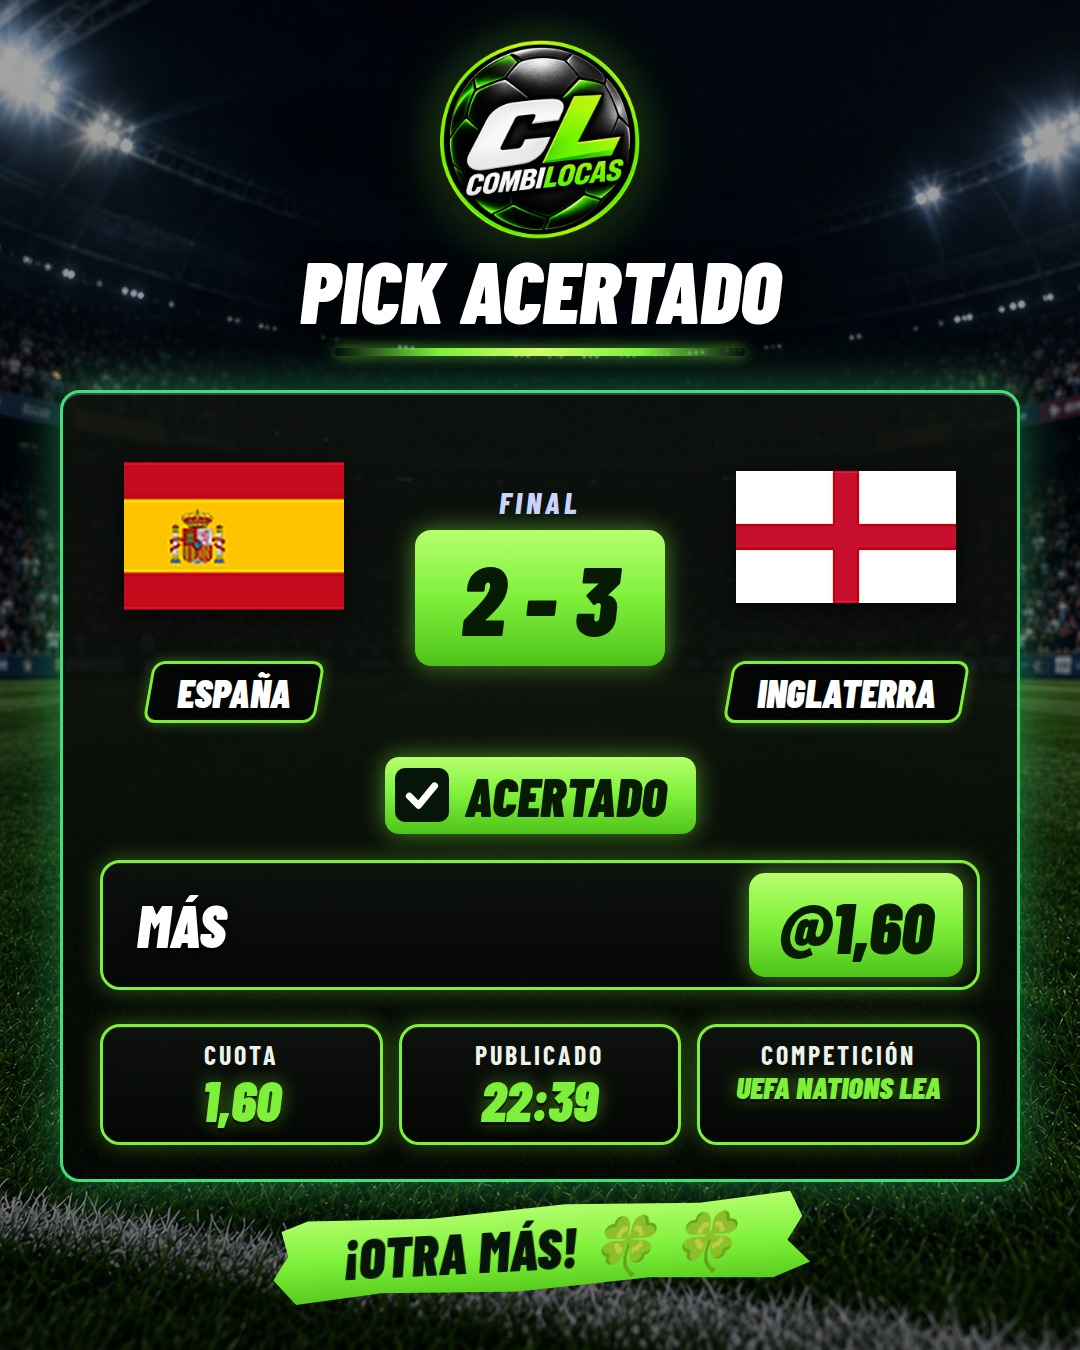 CL
COMBILOCAS
PICK ACERTADO
FINAL
2 - 3
ESPAÑA
INGLATERRA
ACERTADO
MÁS
@1,60
CUOTA
1,60
PUBLICADO
22:39
COMPETICIÓN
UEFA NATIONS LEA
¡OTRA MÁS! 🍀 🍀